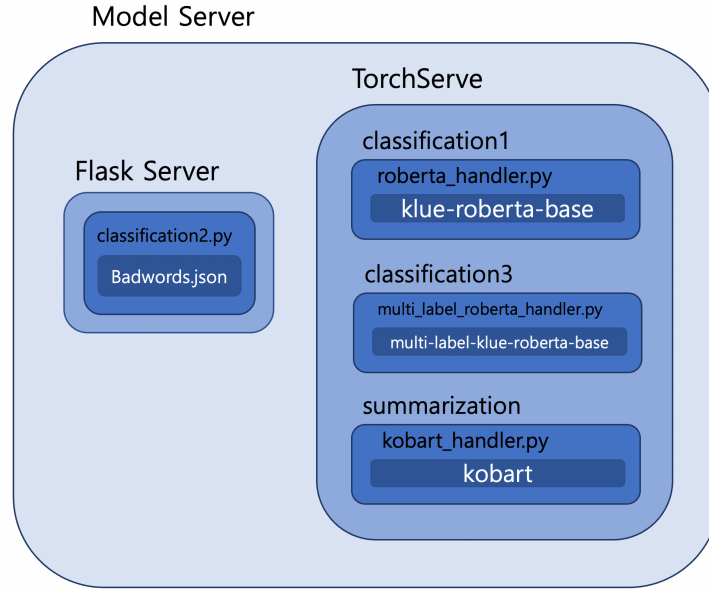 Model Server
Flask Server
classification2.py
Badwords.json
TorchServe
classification1
roberta_handler.py
klue-roberta-base
classification3
multi_label_roberta_handler.py
multi-label-klue-roberta-base
summarization
kobart_handler.py
kobart